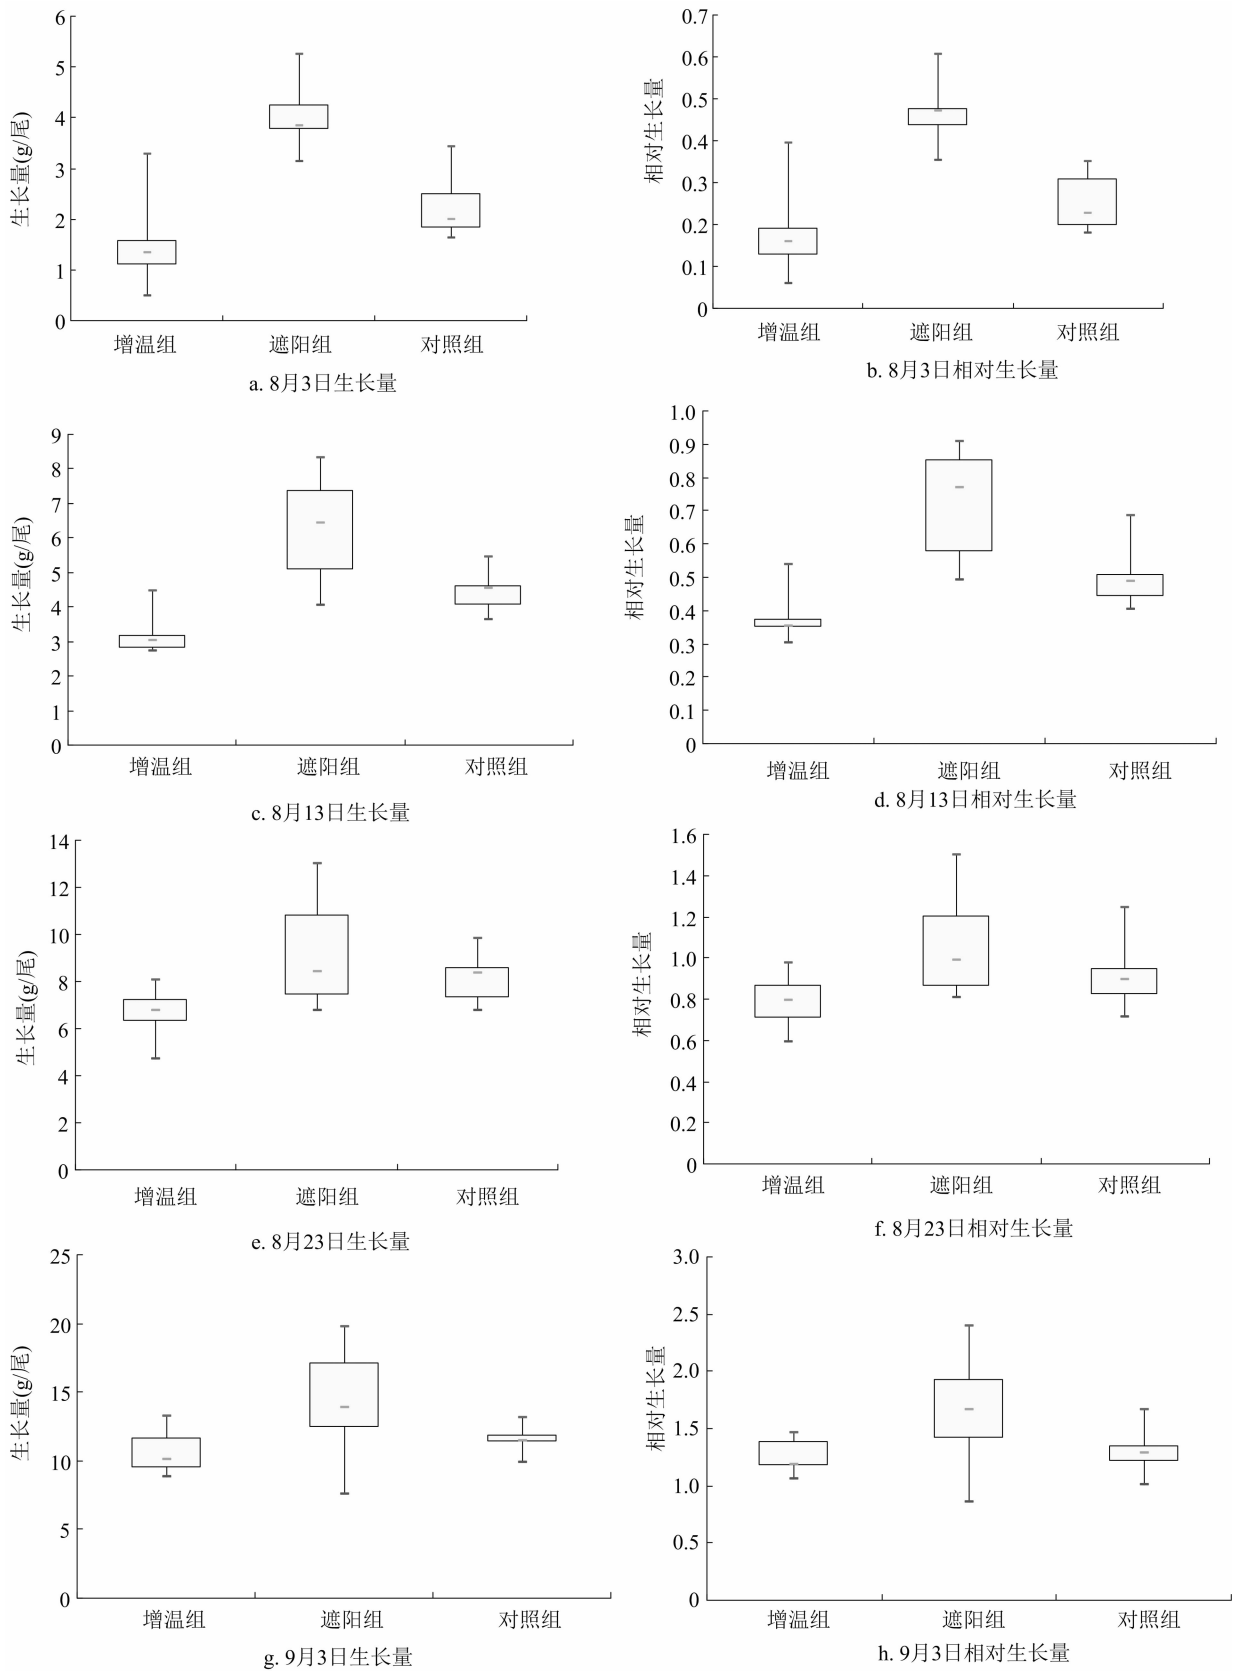 6
5
4
3
2
1
0
生长量(g/尾)
增温组 遮阳组 对照组
a. 8月3日生长量
0.7
0.6
0.5
0.4
0.3
0.2
0.1
0
相对生长量
增温组 遮阳组 对照组
b. 8月3日相对生长量
9
8
7
6
5
4
3
2
1
0
生长量(g/尾)
增温组 遮阳组 对照组
c. 8月13日生长量
1.0
0.9
0.8
0.7
0.6
0.5
0.4
0.3
0.2
0.1
0
相对生长量
增温组 遮阳组 对照组
d. 8月13日相对生长量
14
12
10
8
6
4
2
0
生长量(g/尾)
增温组 遮阳组 对照组
e. 8月23日生长量
1.6
1.4
1.2
1.0
0.8
0.6
0.4
0.2
0
相对生长量
增温组 遮阳组 对照组
f. 8月23日相对生长量
25
20
15
10
5
0
生长量(g/尾)
增温组 遮阳组 对照组
g. 9月3日生长量
3.0
2.5
2.0
1.5
1.0
0.5
0
相对生长量
增温组 遮阳组 对照组
h. 9月3日相对生长量